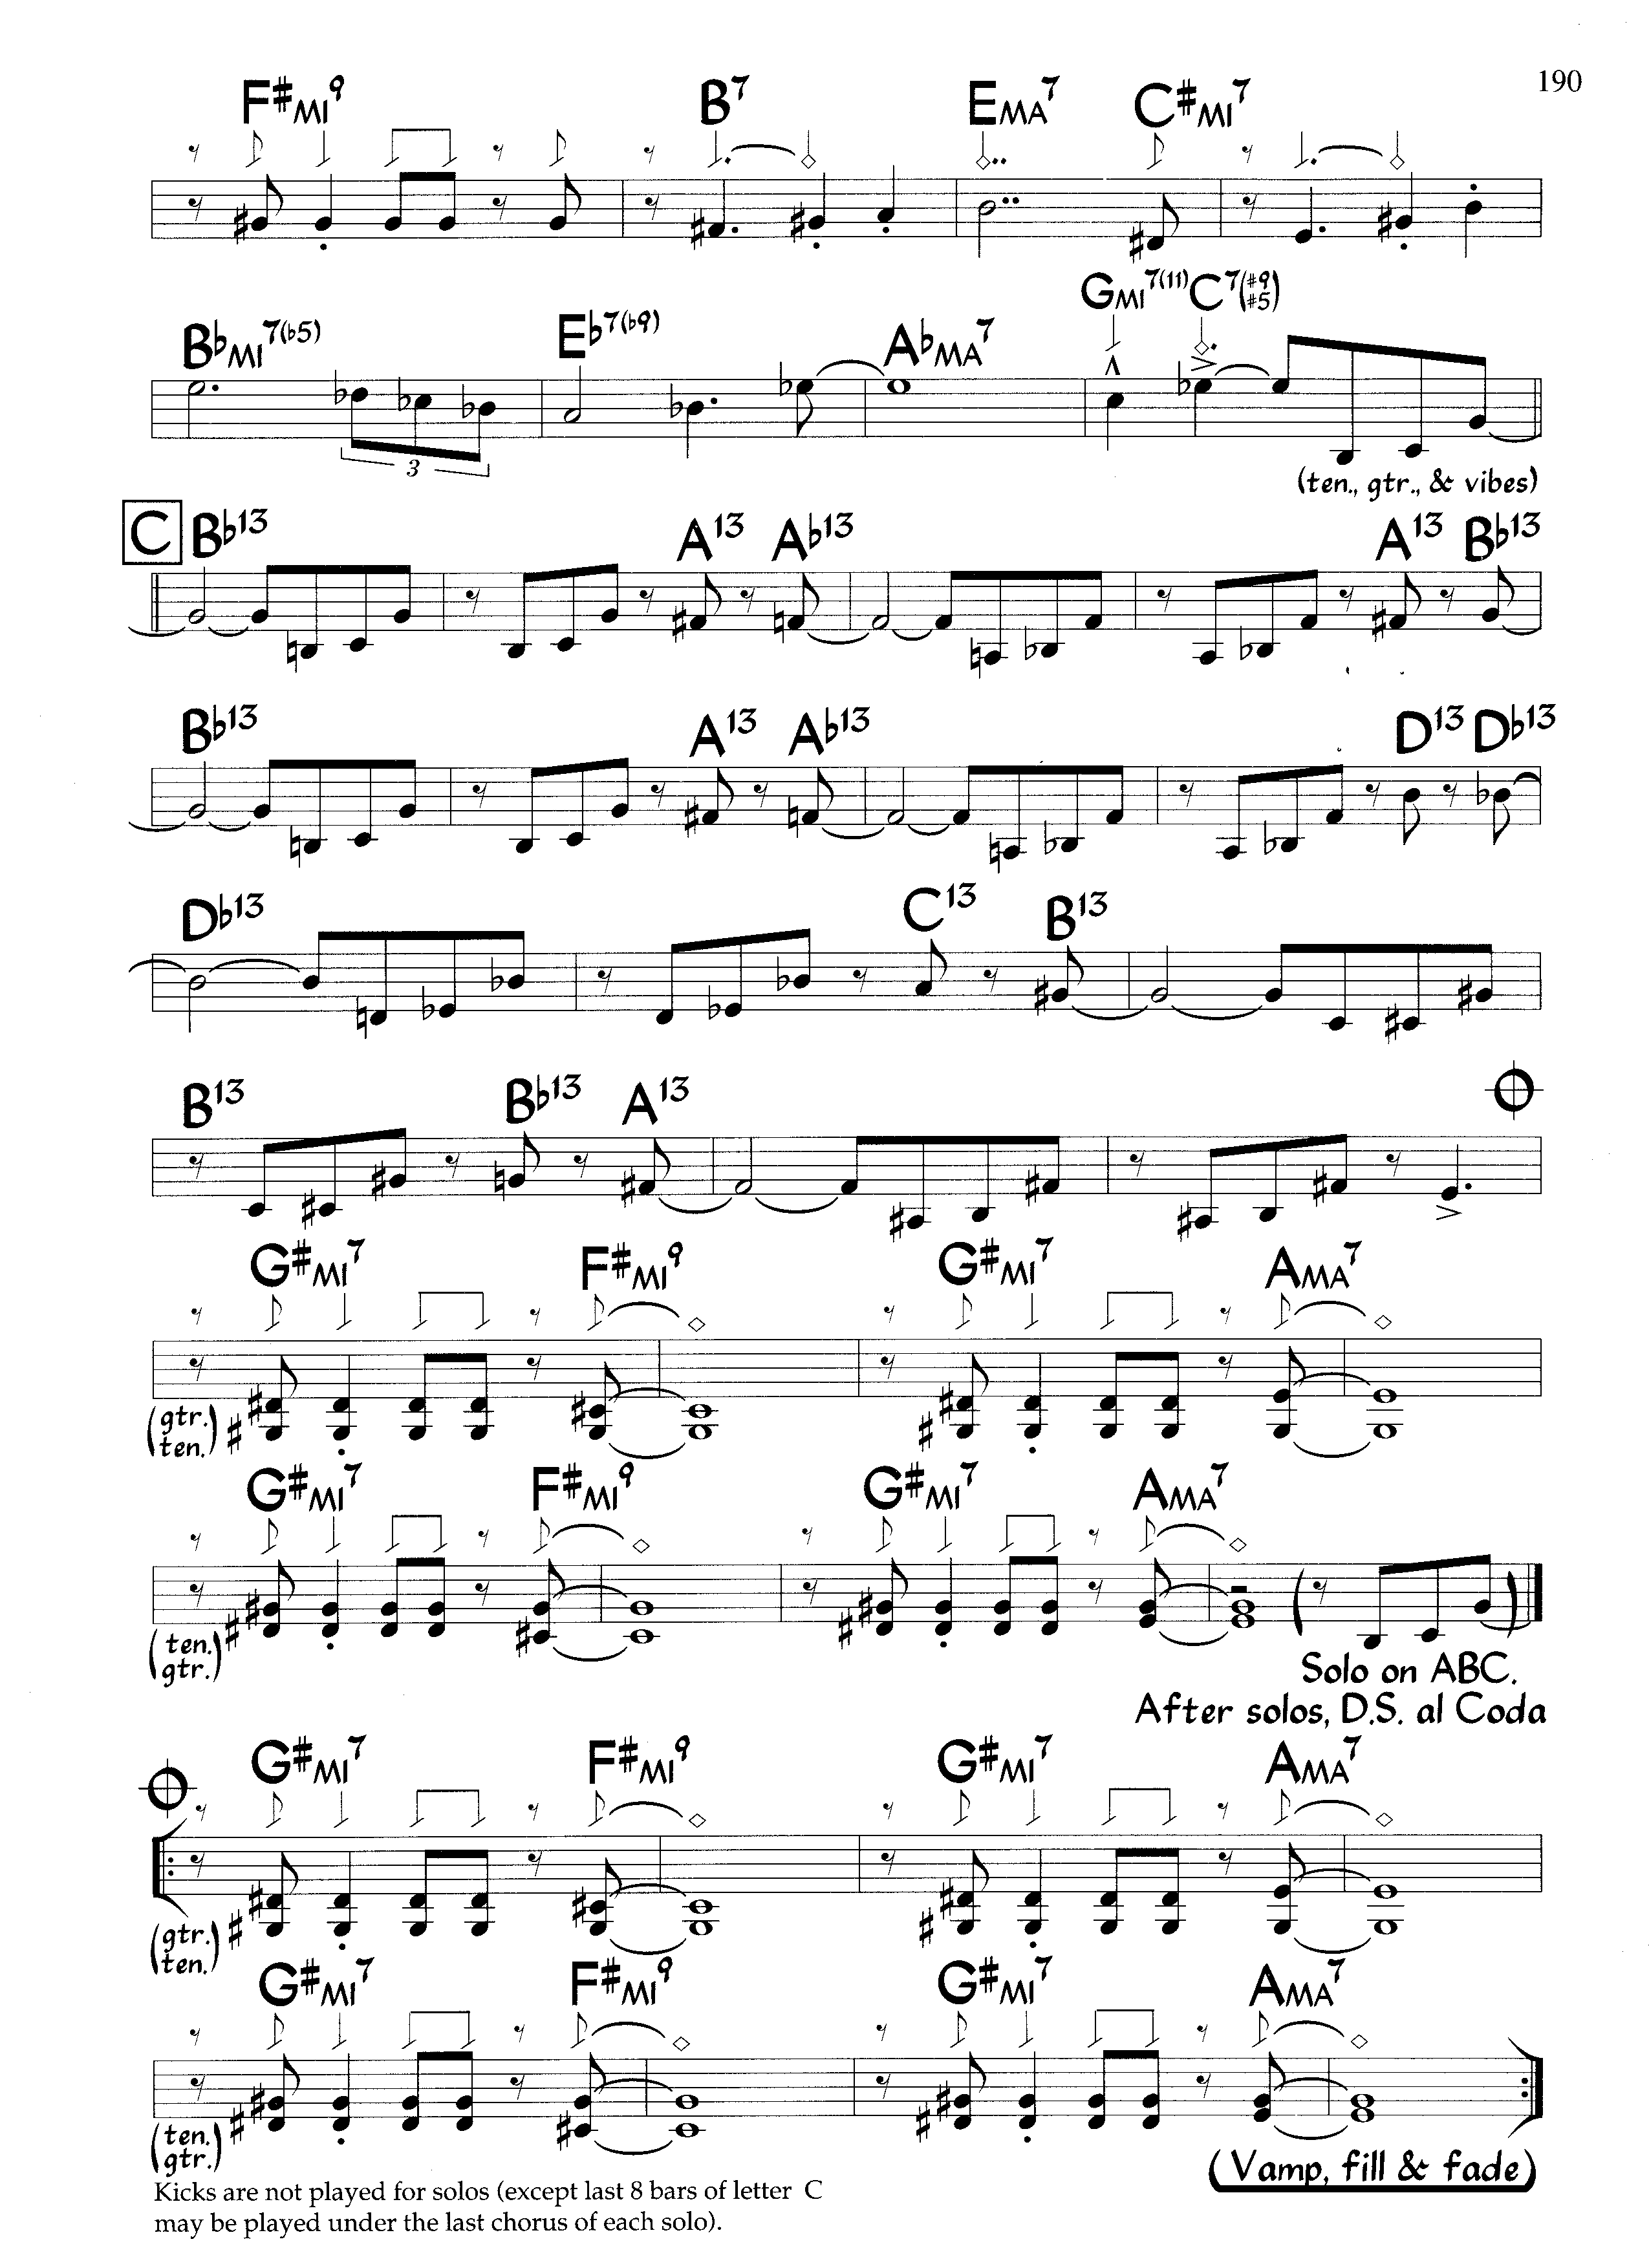 190
F#MI9 B7 EMA7 C#MI7
BbMI7(b5) Eb7(b9) AbMA7 GMI7(11) C7(#9#5)
3
(ten., gtr., & vibes)
C Bb13 A13 Ab13 A13 Bb13
Bb13 A13 Ab13 D13 Db13
Db13 C13 B13
B13 Bb13 A13
G#MI7 F#MI9 G#MI7 AMA7
(gtr.
ten.)
G#MI7 F#MI9 G#MI7 AMA7
(ten.
gtr.)
Solo on ABC.
After solos, D.S. al Coda
G#MI7 F#MI9 G#MI7 AMA7
(gtr.
ten.)
G#MI7 F#MI9 G#MI7 AMA7
(ten.
gtr.)
(Vamp, fill & fade)
Kicks are not played for solos (except last 8 bars of letter C
may be played under the last chorus of each solo).